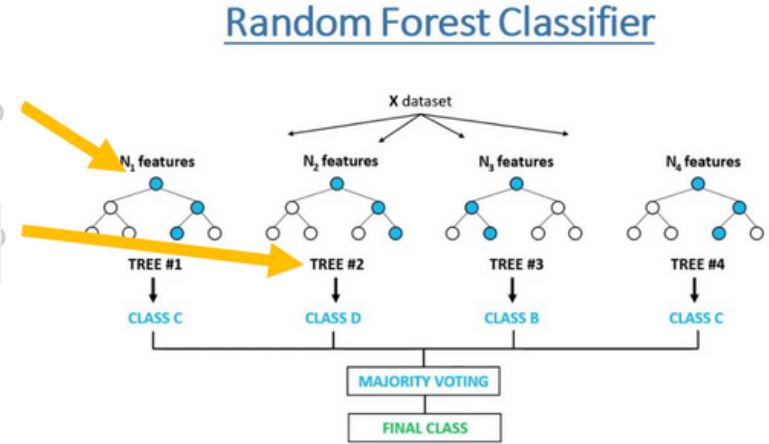 Random Forest Classifier
X dataset
N₁ features N₂ features N₃ features N₄ features
TREE #1 TREE #2 TREE #3 TREE #4
CLASS C CLASS D CLASS B CLASS C
MAJORITY VOTING
FINAL CLASS